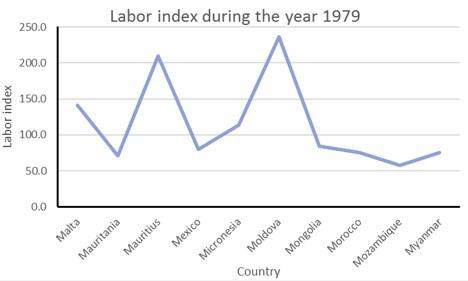 Labor index during the year 1979
250.0
200.0
150.0
100.0
50.0
0.0
Labor index
Malta
Mauritania
Mauritius
Mexico
Micronesia
Moldova
Mongolia
Morocco
Mozambique
Myanmar
Country